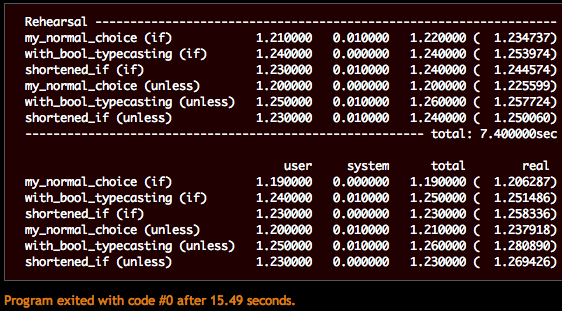 Rehearsal -------------------------------------------------------------
my_normal_choice (if) 1.210000 0.010000 1.220000 ( 1.234737)
with_bool_typecasting (if) 1.240000 0.000000 1.240000 ( 1.253974)
shortened_if (if) 1.230000 0.010000 1.240000 ( 1.244574)
my_normal_choice (unless) 1.200000 0.000000 1.200000 ( 1.225599)
with_bool_typecasting (unless) 1.250000 0.010000 1.260000 ( 1.257724)
shortened_if (unless) 1.230000 0.010000 1.240000 ( 1.250060)
---------------------------------------------------- total: 7.400000sec
user system total real
my_normal_choice (if) 1.190000 0.000000 1.190000 ( 1.206287)
with_bool_typecasting (if) 1.240000 0.010000 1.250000 ( 1.251486)
shortened_if (if) 1.230000 0.000000 1.230000 ( 1.258336)
my_normal_choice (unless) 1.200000 0.010000 1.210000 ( 1.237918)
with_bool_typecasting (unless) 1.250000 0.010000 1.260000 ( 1.280890)
shortened_if (unless) 1.230000 0.000000 1.230000 ( 1.269426)
Program exited with code #0 after 15.49 seconds.